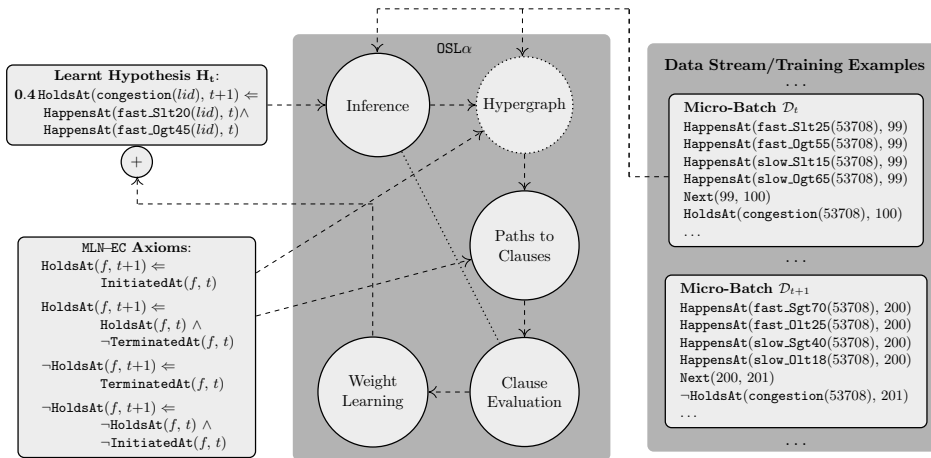 OSLα
Learnt Hypothesis Ht:
0.4 HoldsAt(congestion(lid), t+1) ⇐
HappensAt(fast_Slt20(lid), t)∧
HappensAt(fast_Ogt45(lid), t)
+
MLN–EC Axioms:
HoldsAt(f, t+1) ⇐
InitiatedAt(f, t)
HoldsAt(f, t+1) ⇐
HoldsAt(f, t) ∧
¬TerminatedAt(f, t)
¬HoldsAt(f, t+1) ⇐
TerminatedAt(f, t)
¬HoldsAt(f, t+1) ⇐
¬HoldsAt(f, t) ∧
¬InitiatedAt(f, t)
Inference
Hypergraph
Paths to
Clauses
Clause
Evaluation
Weight
Learning
Data Stream/Training Examples
...
Micro-Batch Dt
HappensAt(fast_Slt25(53708), 99)
HappensAt(fast_Ogt55(53708), 99)
HappensAt(slow_Slt15(53708), 99)
HappensAt(slow_Ogt65(53708), 99)
Next(99, 100)
HoldsAt(congestion(53708), 100)
...
...
Micro-Batch Dt+1
HappensAt(fast_Sgt70(53708), 200)
HappensAt(fast_Olt25(53708), 200)
HappensAt(slow_Sgt40(53708), 200)
HappensAt(slow_Olt18(53708), 200)
Next(200, 201)
¬HoldsAt(congestion(53708), 201)
...
...